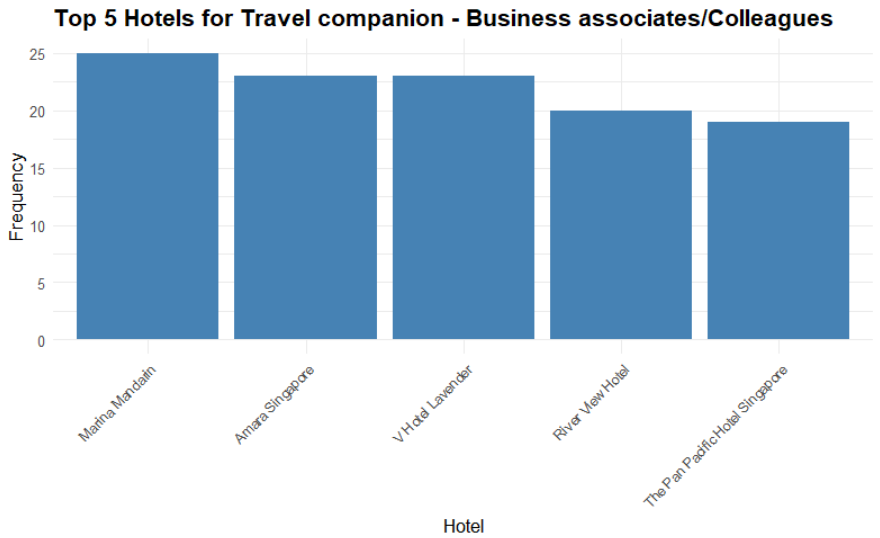 Top 5 Hotels for Travel companion - Business associates/Colleagues
Frequency
25
20
15
10
5
0
Marina Mandarin
Amara Singapore
V Hotel Lavender
River View Hotel
The Pan Pacific Hotel Singapore
Hotel